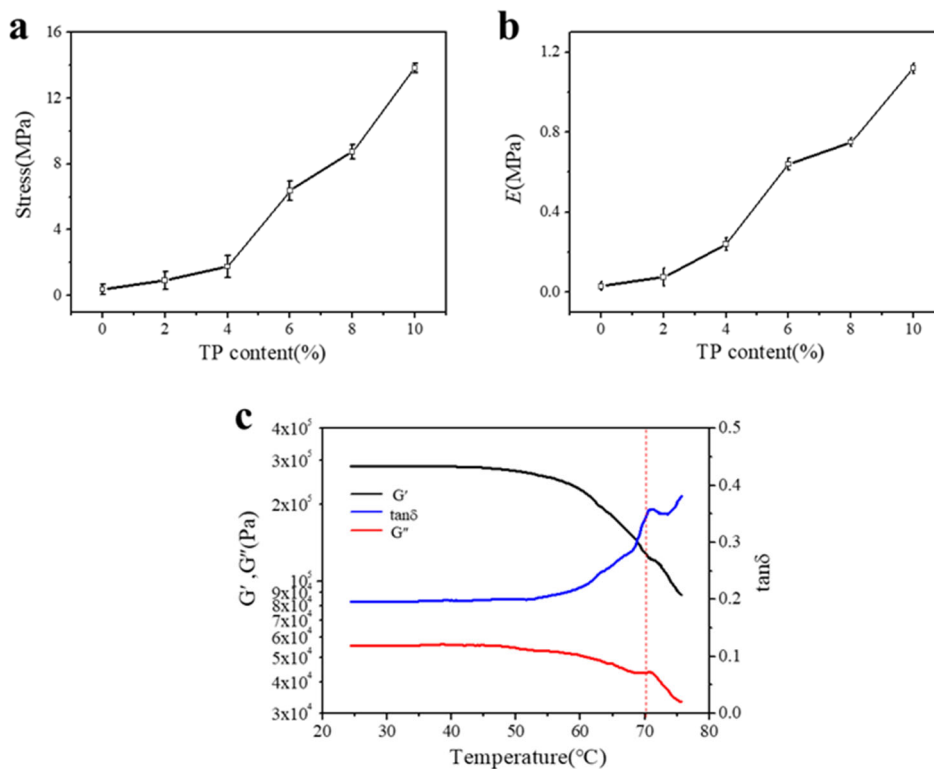 a
Stress(MPa)
16
12
8
4
0
0 2 4 6 8 10
TP content(%)
b
E(MPa)
1.2
0.8
0.4
0.0
0 2 4 6 8 10
TP content(%)
c
G' ,G"(Pa)
4x10⁵
3x10⁵
2x10⁵
10⁵
9x10⁴
8x10⁴
7x10⁴
6x10⁴
5x10⁴
4x10⁴
3x10⁴
G'
tanδ
G"
0.5
0.4
0.3
0.2
0.1
0.0
tanδ
20 30 40 50 60 70 80
Temperature(°C)